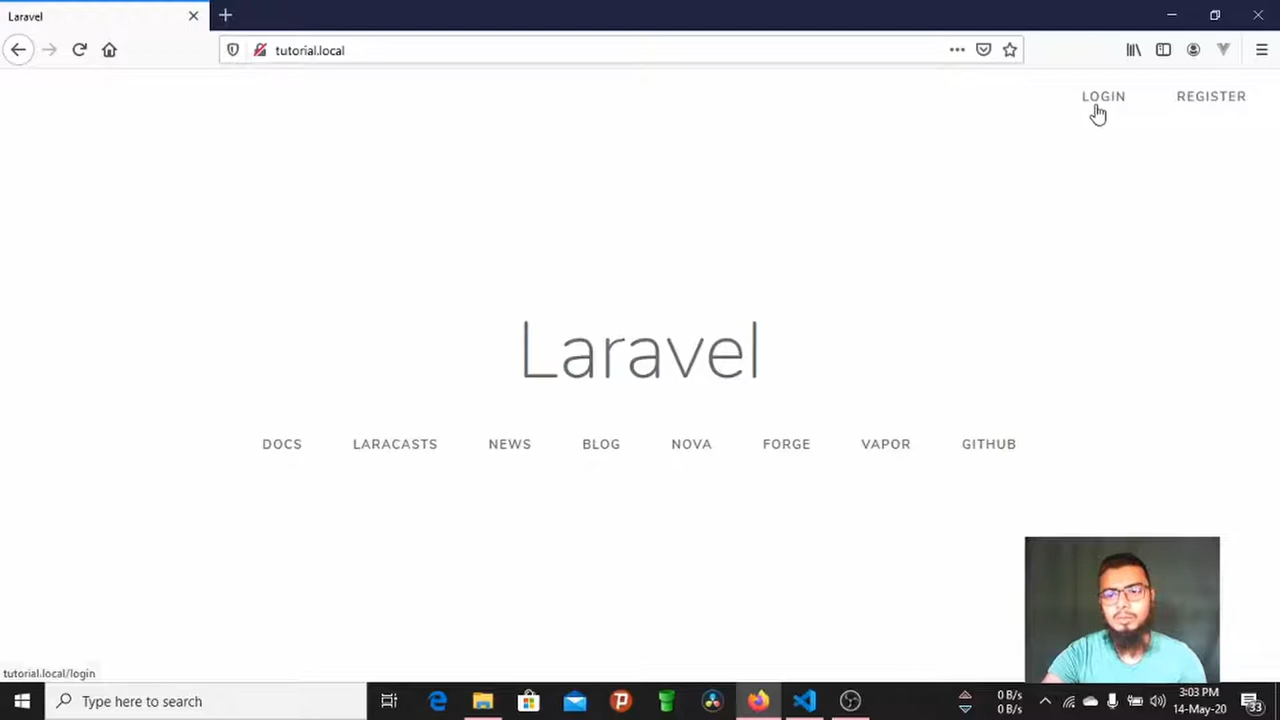 Laravel
tutorial.local
LOGIN REGISTER
Laravel
DOCS LARACASTS NEWS BLOG NOVA FORGE VAPOR GITHUB
tutorial.local/login
Type here to search
0 B/s
0 B/s
3:03 PM
14-May-20
33